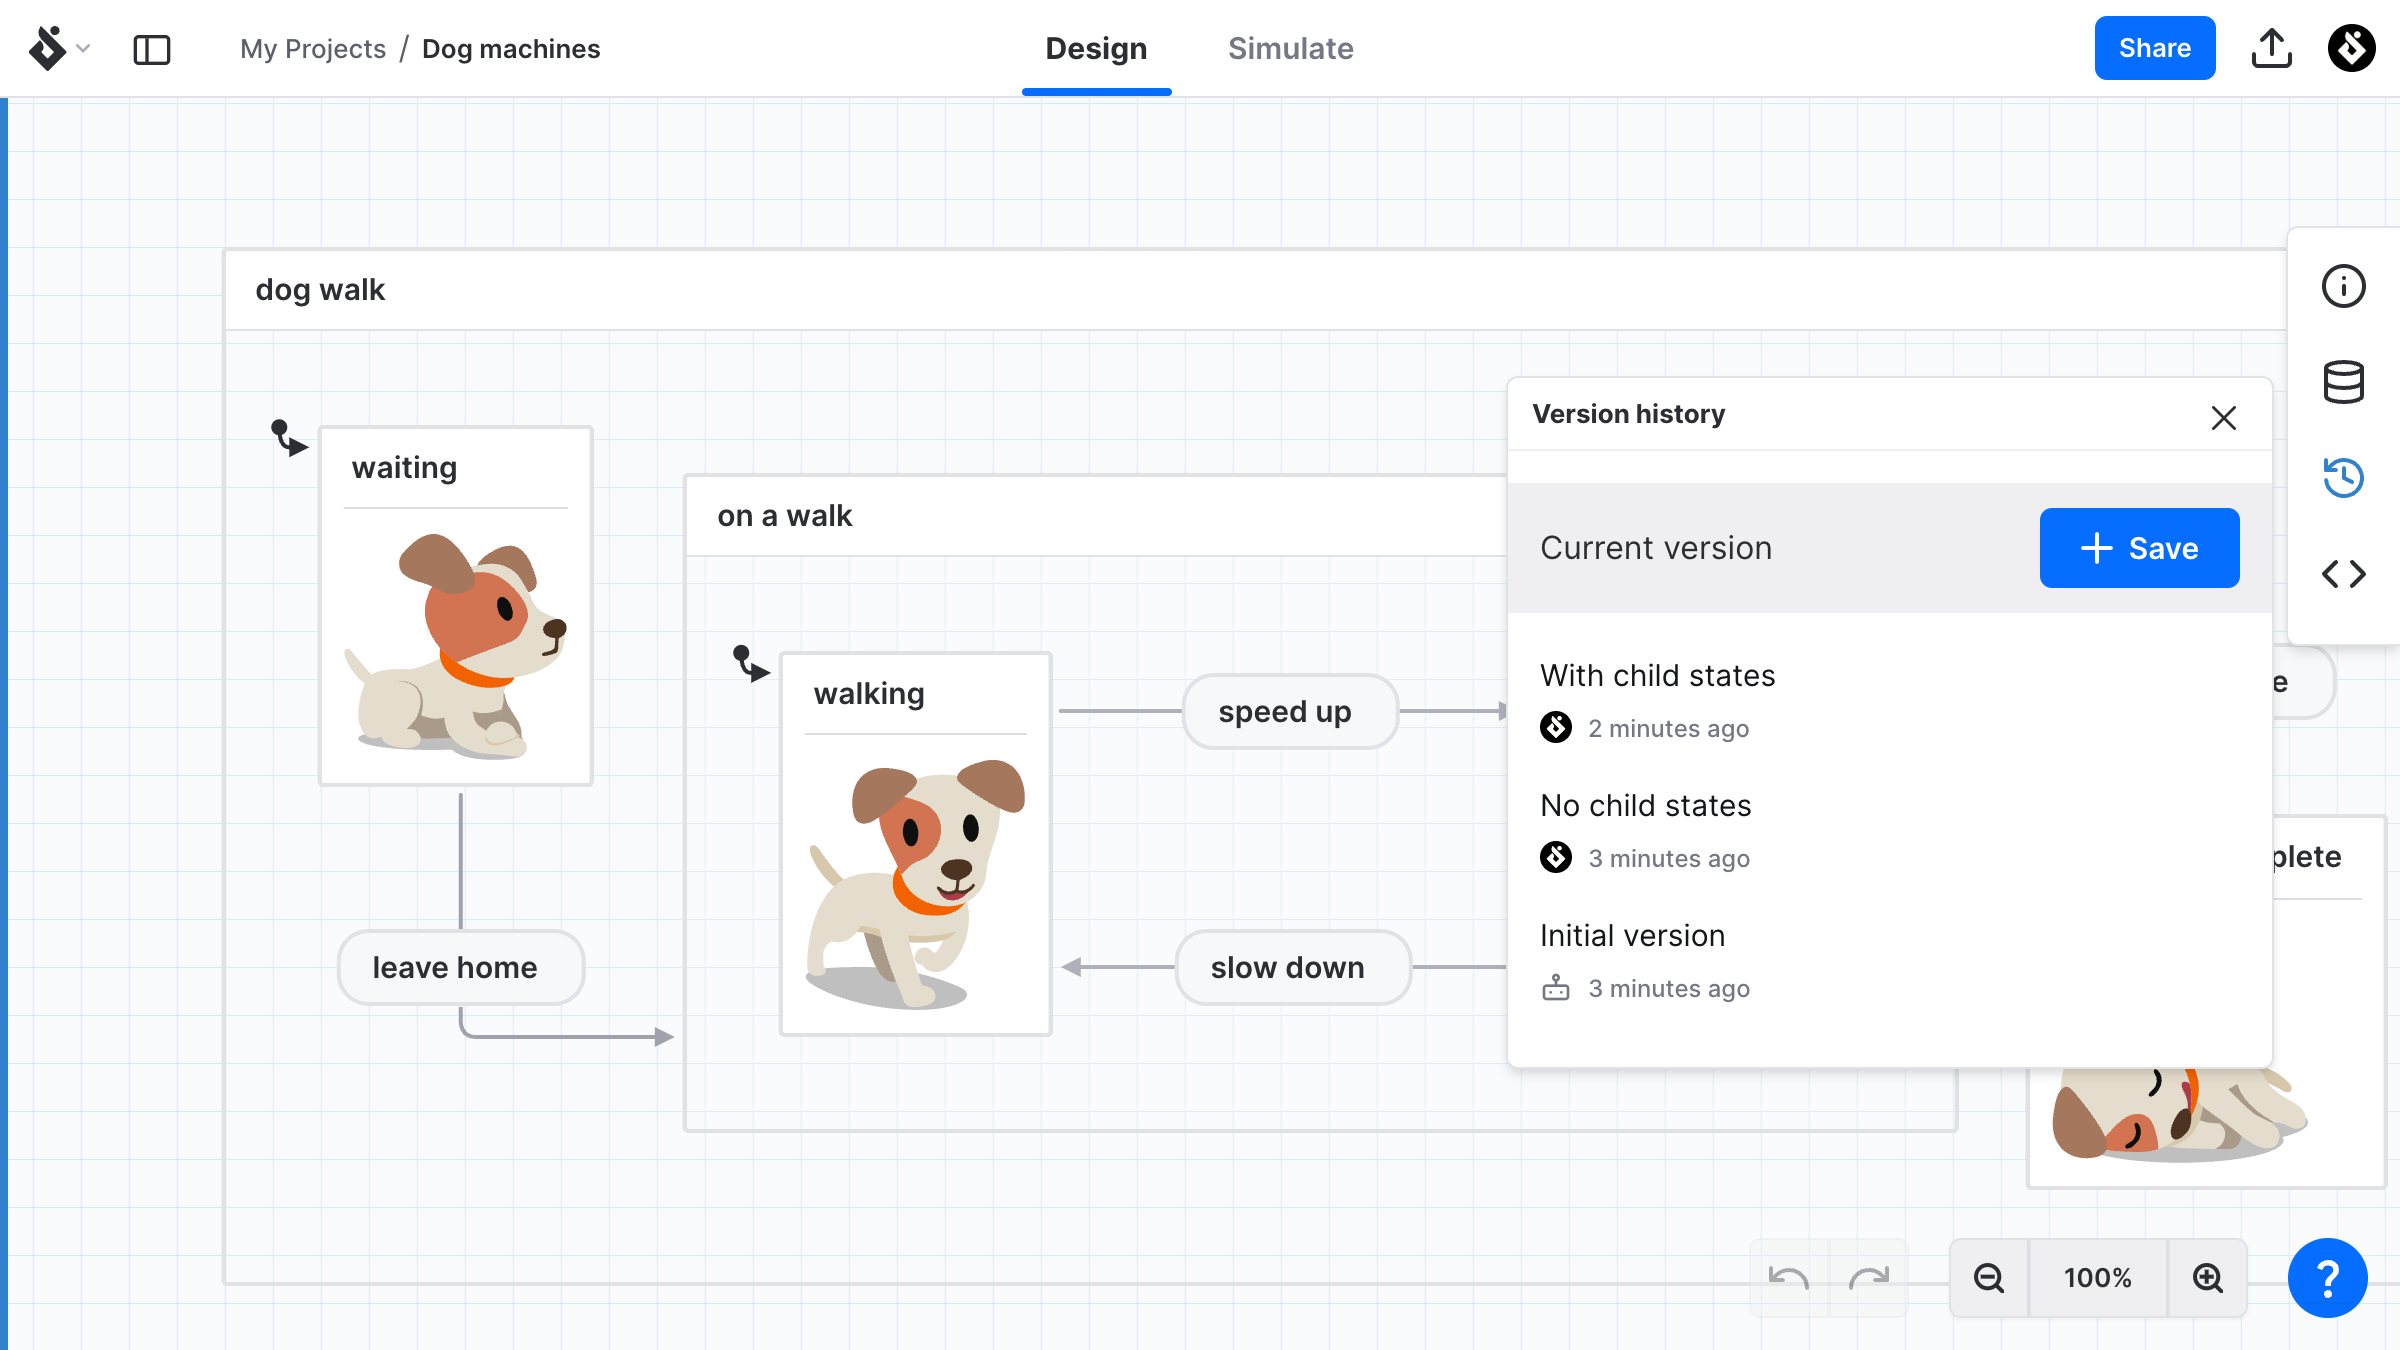 My Projects / Dog machines
Design
Simulate
Share
dog walk
waiting
on a walk
walking
speed up
leave home
slow down
Version history
Current version
+ Save
With child states
2 minutes ago
No child states
3 minutes ago
Initial version
3 minutes ago
e
plete
100%
?